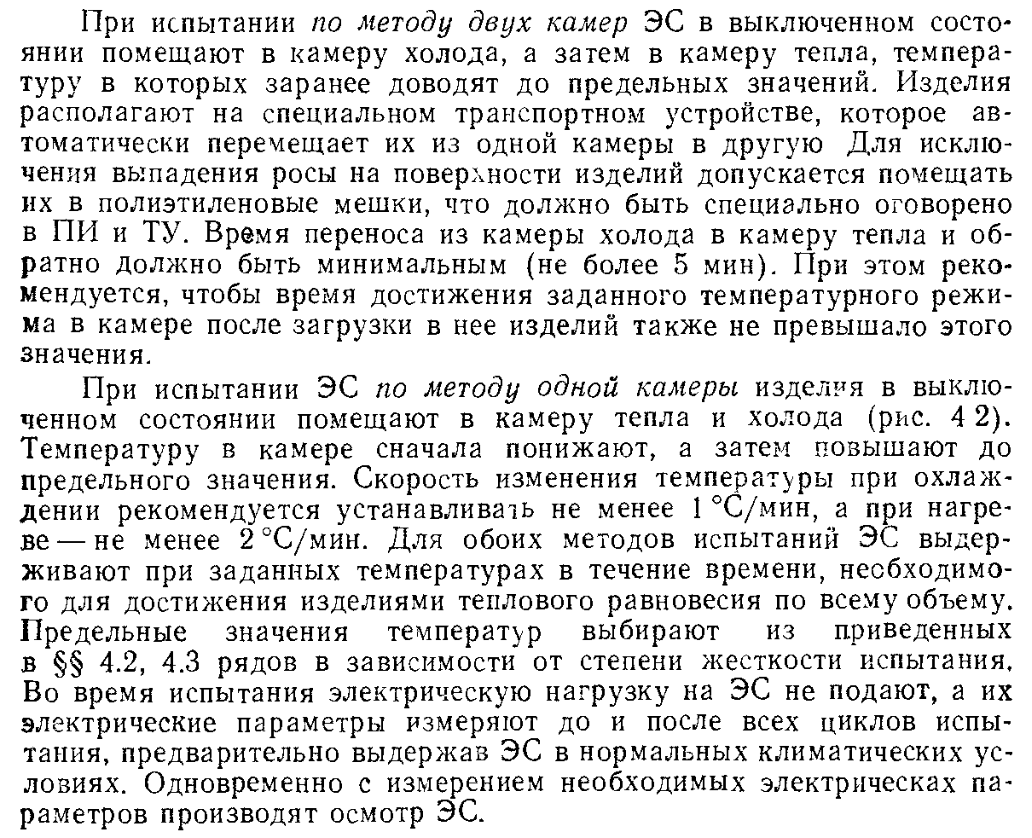 При испытании по методу двух камер ЭС в выключенном состо-
янии помещают в камеру холода, а затем в камеру тепла, темпера-
туру в которых заранее доводят до предельных значений. Изделия
располагают на специальном транспортном устройстве, которое ав-
томатически перемещает их из одной камеры в другую Для исклю-
чения выпадения росы на поверхности изделий допускается помещать
их в полиэтиленовые мешки, что должно быть специально оговорено
в ПИ и ТУ. Время переноса из камеры холода в камеру тепла и об-
ратно должно быть минимальным (не более 5 мин). При этом реко-
мендуется, чтобы время достижения заданного температурного режи-
ма в камере после загрузки в нее изделий также не превышало этого
значения.
При испытании ЭС по методу одной камеры изделия в выклю-
ченном состоянии помещают в камеру тепла и холода (рис. 4 2).
Температуру в камере сначала понижают, а затем повышают до
предельного значения. Скорость изменения температуры при охлаж-
дении рекомендуется устанавливать не менее 1 °С/мин, а при нагре-
ве — не менее 2 °С/мин. Для обоих методов испытаний ЭС выдер-
живают при заданных температурах в течение времени, необходимо-
го для достижения изделиями теплового равновесия по всему объему.
Предельные значения температур выбирают из приведенных
в §§ 4.2, 4.3 рядов в зависимости от степени жесткости испытания.
Во время испытания электрическую нагрузку на ЭС не подают, а их
электрические параметры измеряют до и после всех циклов испы-
тания, предварительно выдержав ЭС в нормальных климатических ус-
ловиях. Одновременно с измерением необходимых электрическах па-
раметров производят осмотр ЭС.